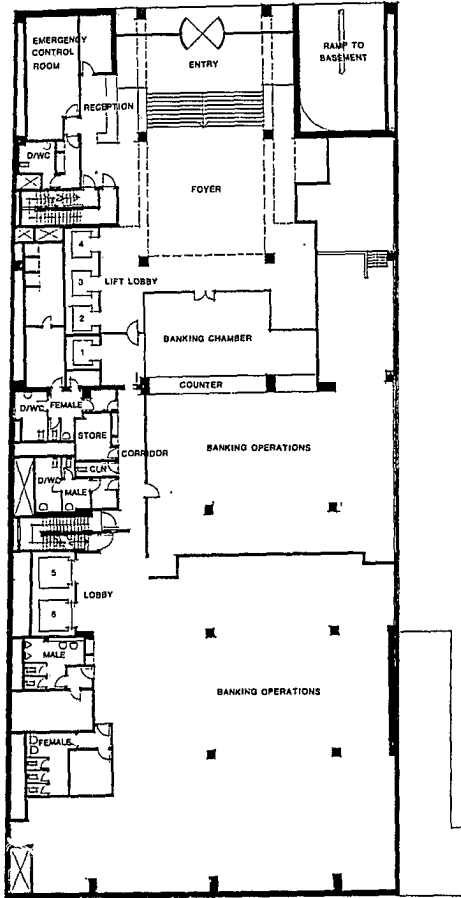 EMERGENCY
CONTROL
ROOM
ENTRY
RAMP TO
BASEMENT
RECEPTION
D/WC
FOYER
4
3
LIFT LOBBY
2
1
BANKING CHAMBER
COUNTER
D/WC
FEMALE
STORE
CORRIDOR
BANKING OPERATIONS
CLN
D/WC
MALE
5
LOBBY
6
MALE
BANKING OPERATIONS
FEMALE